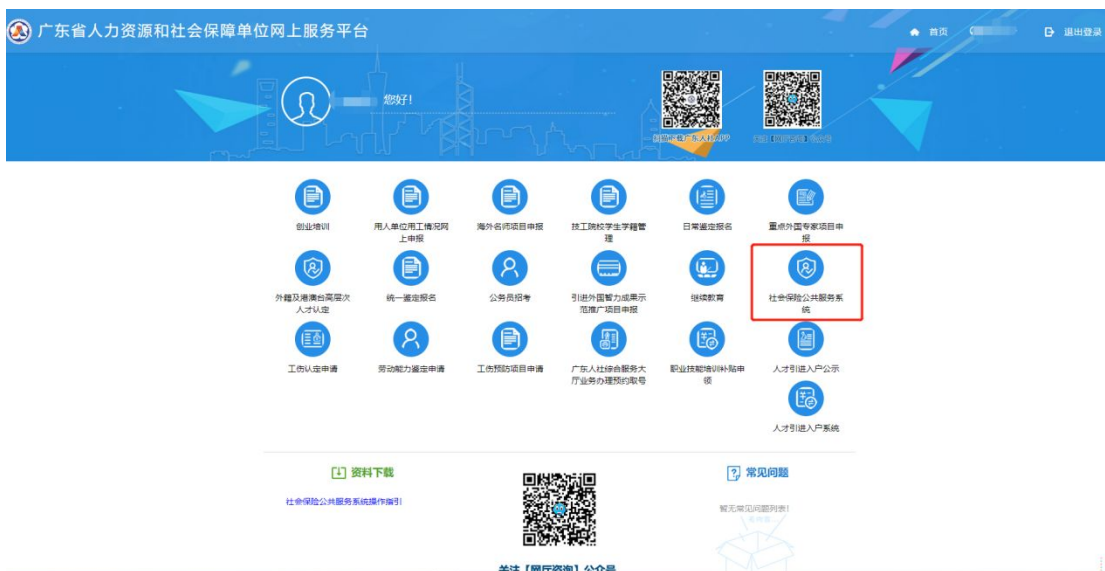 广东省人力资源和社会保障单位网上服务平台
首页
退出登录
您好！
创业培训
用人单位用工情况网
上申报
海外名师项目申报
技工院校学生学籍管
理
日常鉴定报名
重点外国专家项目申
报
外籍及港澳台高层次
人才认定
统一鉴定报名
公务员招考
引进外国智力成果示
范推广项目申报
继续教育
社会保险公共服务系
统
工伤认定申请
劳动能力鉴定申请
工伤预防项目申请
广东人社综合服务大
厅业务办理预约取号
职业技能培训补贴申
领
人才引进入户公示
人才引进入户系统
资料下载
社会保险公共服务系统操作指引
关注【网厅咨询】公众号
常见问题
暂无常见问题列表！